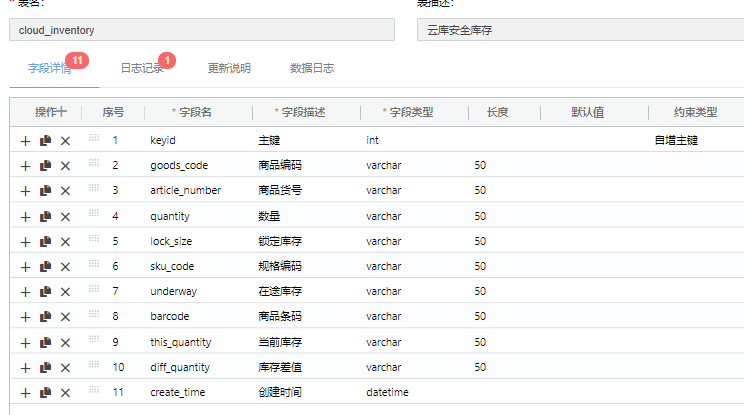 * 表名: 表描述:
cloud_inventory 云库安全库存
字段详情 11 日志记录 1 更新说明 数据日志
操作 序号 * 字段名 * 字段描述 * 字段类型 长度 默认值 约束类型
1 keyid 主键 int 自增主键
2 goods_code 商品编码 varchar 50
3 article_number 商品货号 varchar 50
4 quantity 数量 varchar 50
5 lock_size 锁定库存 varchar 50
6 sku_code 规格编码 varchar 50
7 underway 在途库存 varchar 50
8 barcode 商品条码 varchar 50
9 this_quantity 当前库存 varchar 50
10 diff_quantity 库存差值 varchar 50
11 create_time 创建时间 datetime